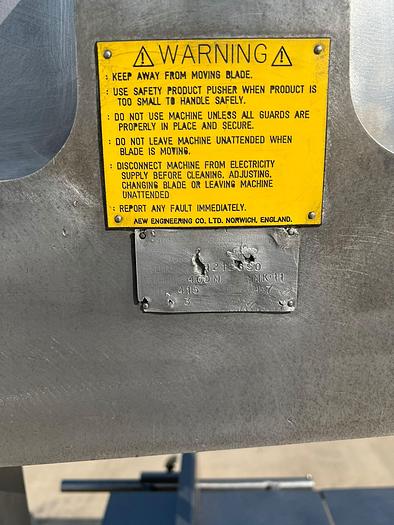 ⚠ WARNING ⚠
: KEEP AWAY FROM MOVING BLADE.
: USE SAFETY PRODUCT PUSHER WHEN PRODUCT IS
TOO SMALL TO HANDLE SAFELY.
: DO NOT USE MACHINE UNLESS ALL GUARDS ARE
PROPERLY IN PLACE AND SECURE.
: DO NOT LEAVE MACHINE UNATTENDED WHEN
BLADE IS MOVING.
: DISCONNECT MACHINE FROM ELECTRICITY
SUPPLY BEFORE CLEANING, ADJUSTING,
CHANGING BLADE OR LEAVING MACHINE
UNATTENDED
: REPORT ANY FAULT IMMEDIATELY.
AEW ENGINEERING CO. LTD. NORWICH, ENGLAND.
400N
415
3